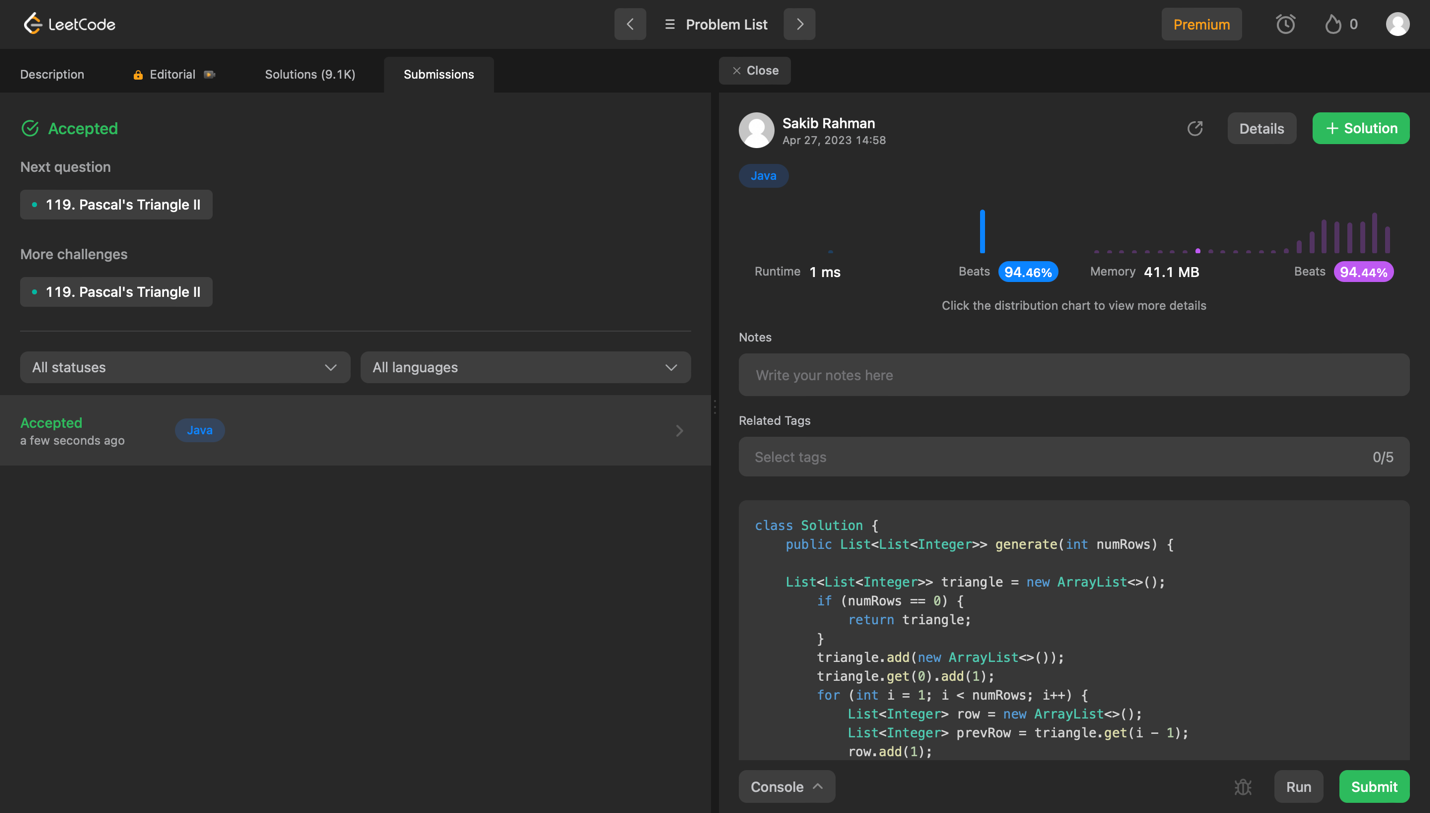 LeetCode
Problem List
Premium
0
Description
Editorial
Solutions (9.1K)
Submissions
Close
Accepted
Next question
119. Pascal's Triangle II
More challenges
119. Pascal's Triangle II
All statuses
All languages
Accepted
a few seconds ago
Java
Sakib Rahman
Apr 27, 2023 14:58
Details
+ Solution
Java
Runtime 1 ms
Beats 94.46%
Memory 41.1 MB
Beats 94.44%
Click the distribution chart to view more details
Notes
Write your notes here
Related Tags
Select tags
0/5
class Solution {
    public List<List<Integer>> generate(int numRows) {
    List<List<Integer>> triangle = new ArrayList<>();
        if (numRows == 0) {
            return triangle;
        }
        triangle.add(new ArrayList<>());
        triangle.get(0).add(1);
        for (int i = 1; i < numRows; i++) {
            List<Integer> row = new ArrayList<>();
            List<Integer> prevRow = triangle.get(i - 1);
            row.add(1);
Console
Run
Submit